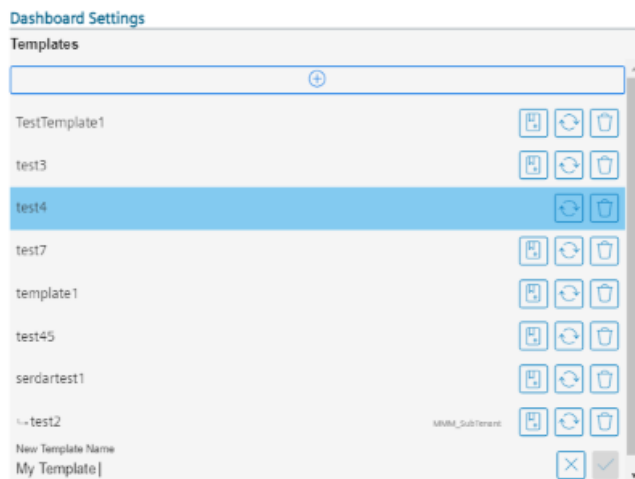 Dashboard Settings
Templates
TestTemplate1
test3
test4
test7
template1
test45
serdartest1
test2 MMM_SubTenant
New Template Name
My Template